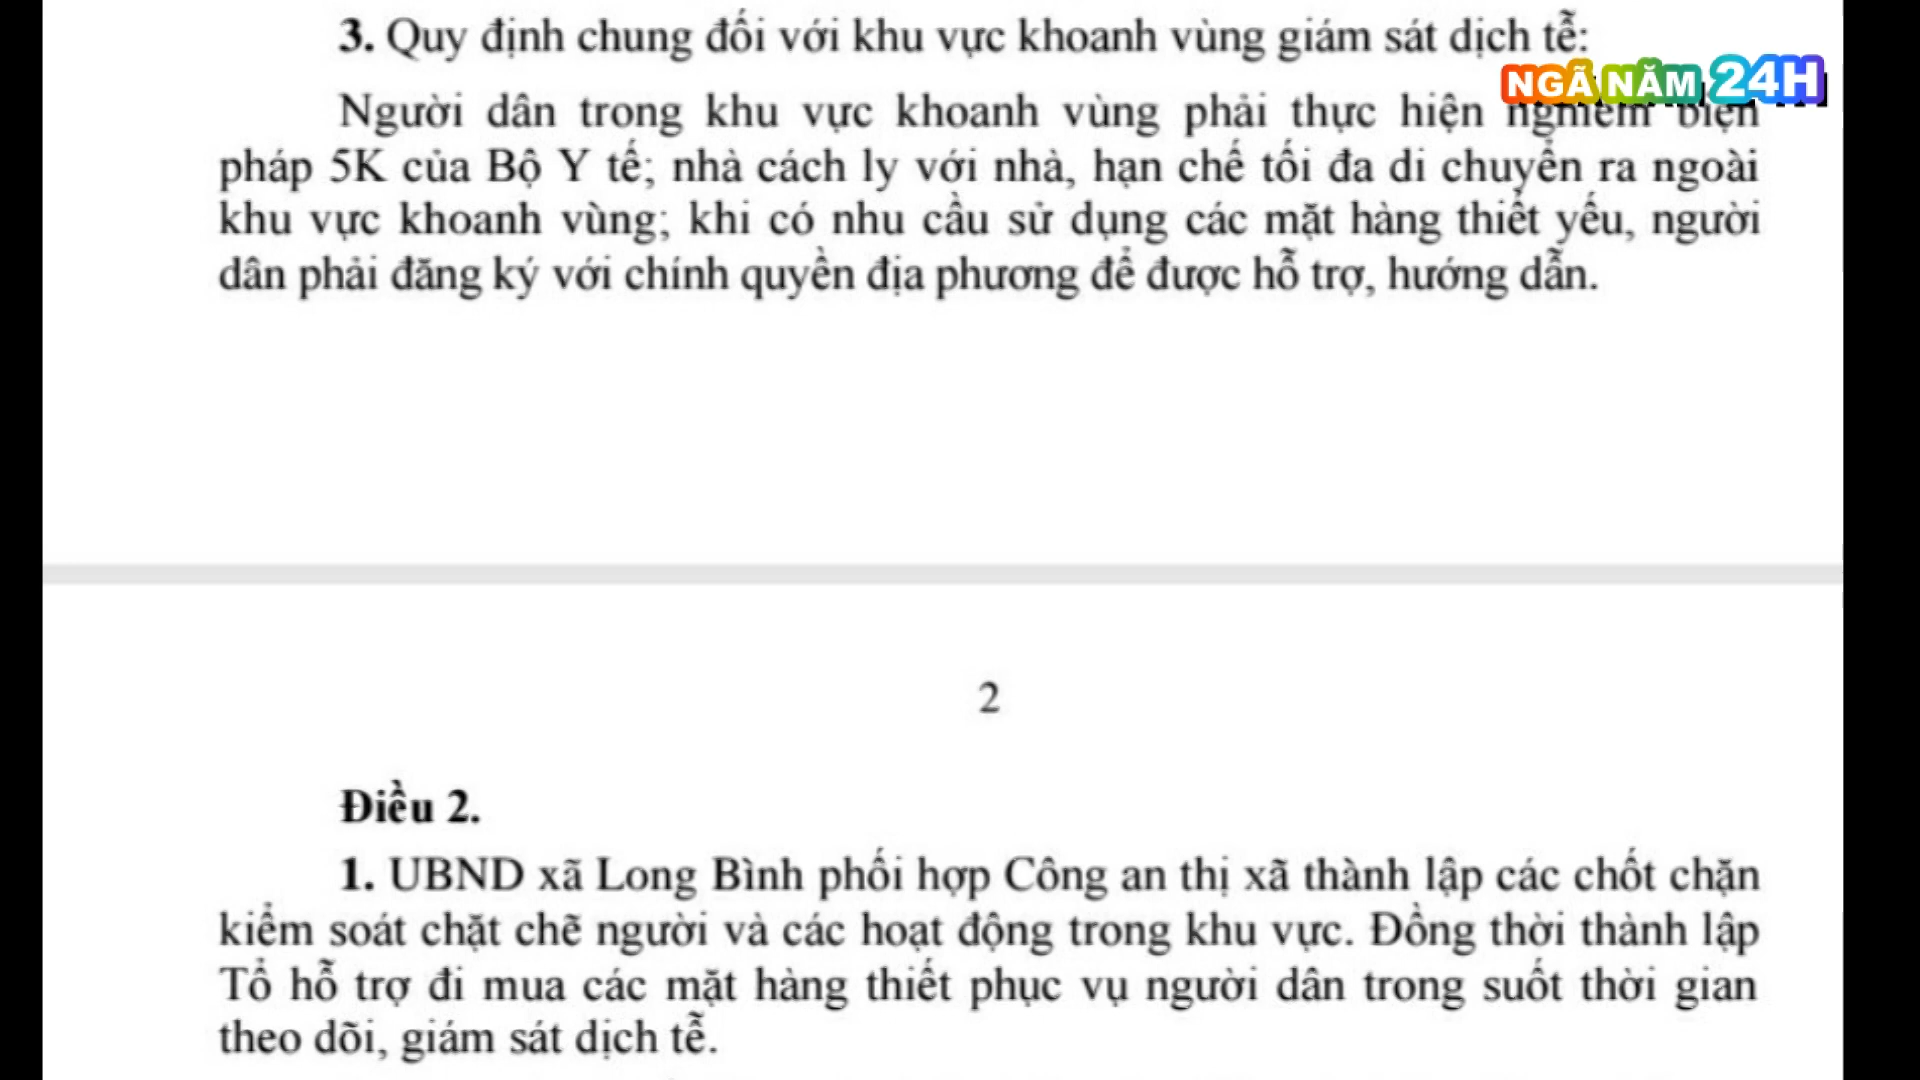 3. Quy định chung đối với khu vực khoanh vùng giám sát dịch tễ:
NGÃ NĂM 24H
Người dân trong khu vực khoanh vùng phải thực hiện nghiêm biện
pháp 5K của Bộ Y tế; nhà cách ly với nhà, hạn chế tối đa di chuyển ra ngoài
khu vực khoanh vùng; khi có nhu cầu sử dụng các mặt hàng thiết yếu, người
dân phải đăng ký với chính quyền địa phương để được hỗ trợ, hướng dẫn.
2
Điều 2.
1. UBND xã Long Bình phối hợp Công an thị xã thành lập các chốt chặn
kiểm soát chặt chẽ người và các hoạt động trong khu vực. Đồng thời thành lập
Tổ hỗ trợ đi mua các mặt hàng thiết phục vụ người dân trong suốt thời gian
theo dõi, giám sát dịch tễ.